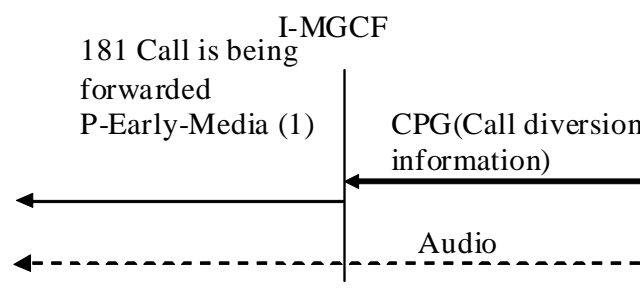 I-MGCF
181 Call is being
forwarded
P-Early-Media (1)
CPG(Call diversion
information)
Audio